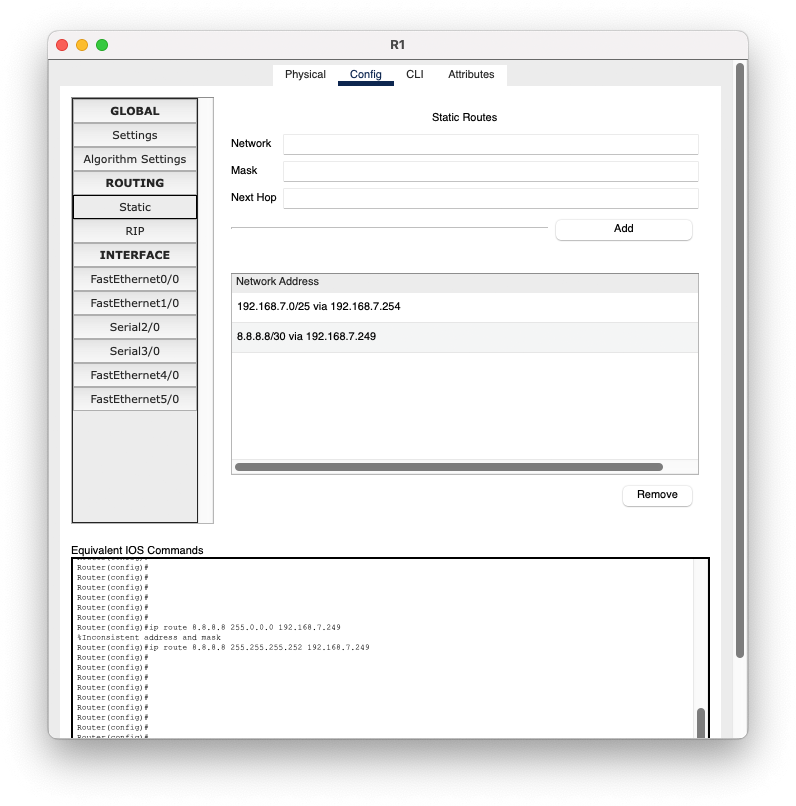 R1
Physical Config CLI Attributes
GLOBAL
Settings
Algorithm Settings
ROUTING
Static
RIP
INTERFACE
FastEthernet0/0
FastEthernet1/0
Serial2/0
Serial3/0
FastEthernet4/0
FastEthernet5/0
Static Routes
Network
Mask
Next Hop
Add
Network Address
192.168.7.0/25 via 192.168.7.254
8.8.8.8/30 via 192.168.7.249
Remove
Equivalent IOS Commands
Router(config)#
Router(config)#
Router(config)#
Router(config)#
Router(config)#
Router(config)#
Router(config)#
Router(config)#ip route 8.8.8.8 255.0.0.0 192.168.7.249
%Inconsistent address and mask
Router(config)#ip route 8.8.8.8 255.255.255.252 192.168.7.249
Router(config)#
Router(config)#
Router(config)#
Router(config)#
Router(config)#
Router(config)#
Router(config)#
Router(config)#
Router(config)#